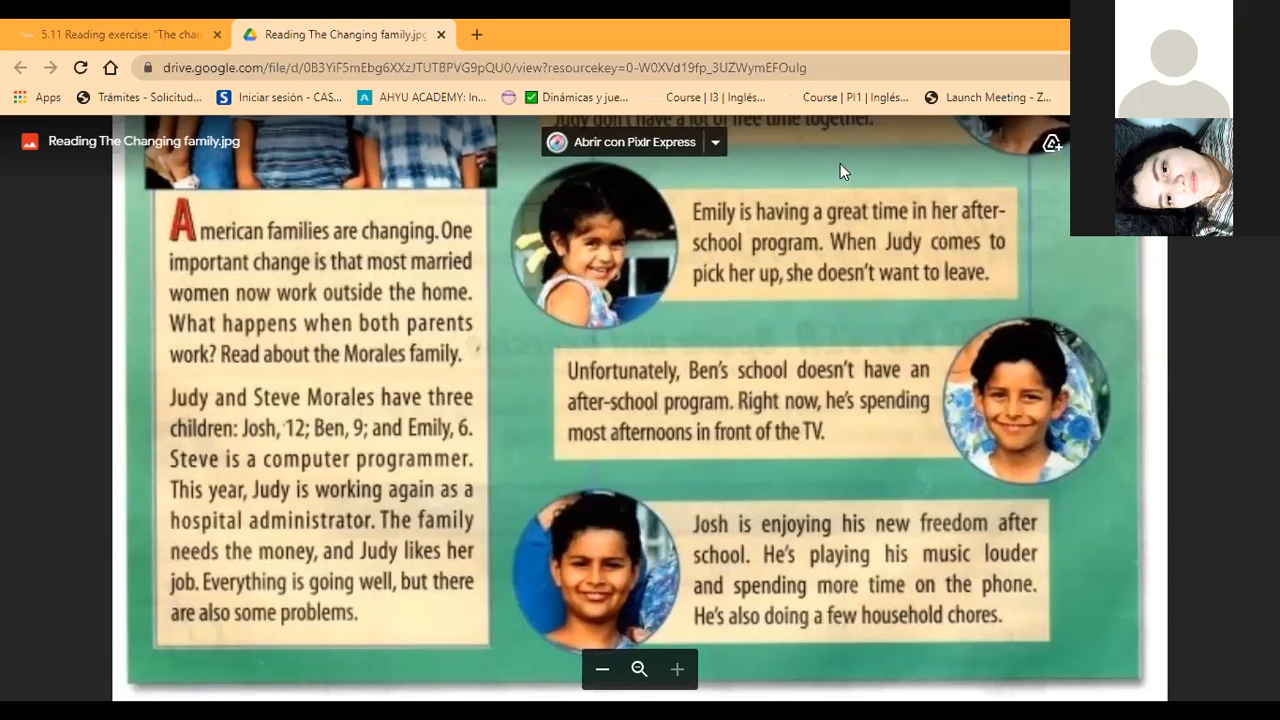 5.11 Reading exercise: "The chan
Reading The Changing family.jpg
drive.google.com/file/d/0B3YiF5mEbg6XXzJTUTBPVG9pQU0/view?resourcekey=0-W0XVd19fp_3UZWymEFOulg
Apps
Trámites - Solicitud...
Iniciar sesión - CAS...
AHYU ACADEMY: In...
Dinámicas y jue...
Course | I3 | Inglés...
Course | PI1 | Inglés...
Launch Meeting - Z...
Reading The Changing family.jpg
Abrir con Pixlr Express
Judy don't have a lot of free time together.
American families are changing. One
important change is that most married
women now work outside the home.
What happens when both parents
work? Read about the Morales family.
Judy and Steve Morales have three
children: Josh, 12; Ben, 9; and Emily, 6.
Steve is a computer programmer.
This year, Judy is working again as a
hospital administrator. The family
needs the money, and Judy likes her
job. Everything is going well, but there
are also some problems.
Emily is having a great time in her after-
school program. When Judy comes to
pick her up, she doesn't want to leave.
Unfortunately, Ben's school doesn't have an
after-school program. Right now, he's spending
most afternoons in front of the TV.
Josh is enjoying his new freedom after
school. He's playing his music louder
and spending more time on the phone.
He's also doing a few household chores.